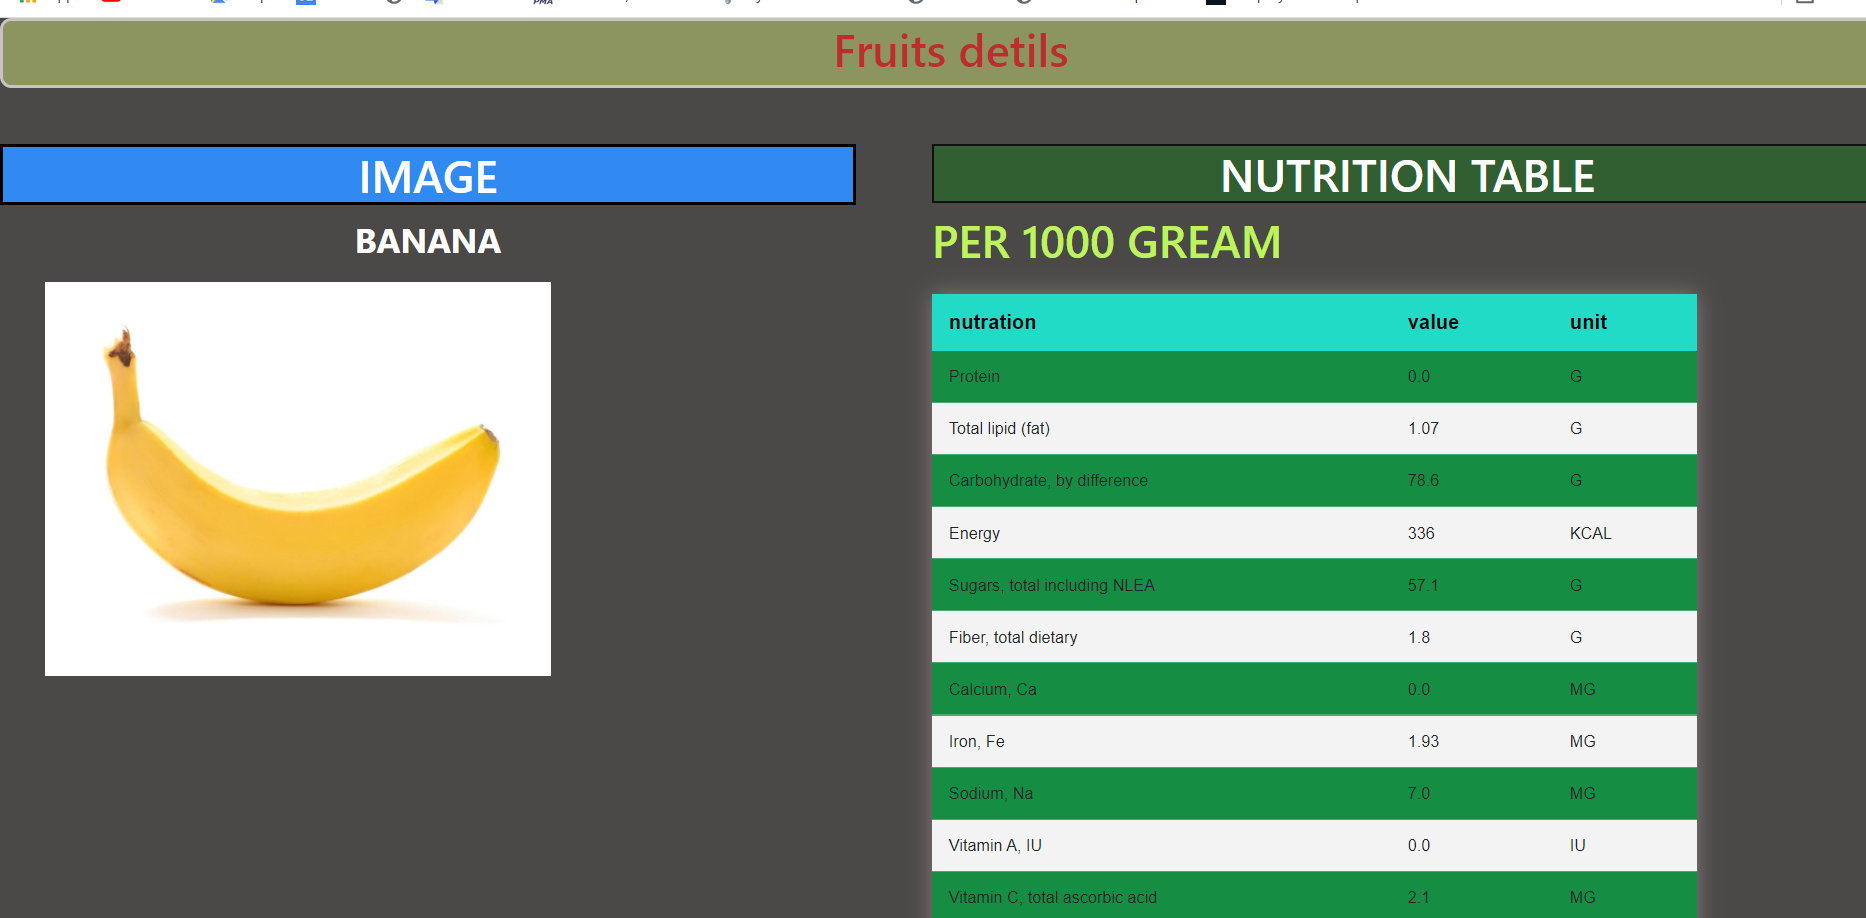 Fruits detils
IMAGE
BANANA
NUTRITION TABLE
PER 1000 GREAM
nutration value unit
Protein 0.0 G
Total lipid (fat) 1.07 G
Carbohydrate, by difference 78.6 G
Energy 336 KCAL
Sugars, total including NLEA 57.1 G
Fiber, total dietary 1.8 G
Calcium, Ca 0.0 MG
Iron, Fe 1.93 MG
Sodium, Na 7.0 MG
Vitamin A, IU 0.0 IU
Vitamin C, total ascorbic acid 2.1 MG